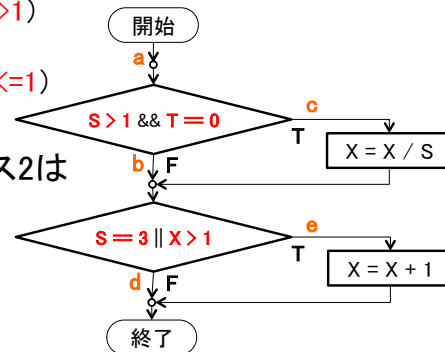 >1)
開始
a
<=1)
S > 1 && T == 0
c
T
X = X / S
ス2は
b
F
S == 3 || X > 1
e
T
X = X + 1
d
F
終了